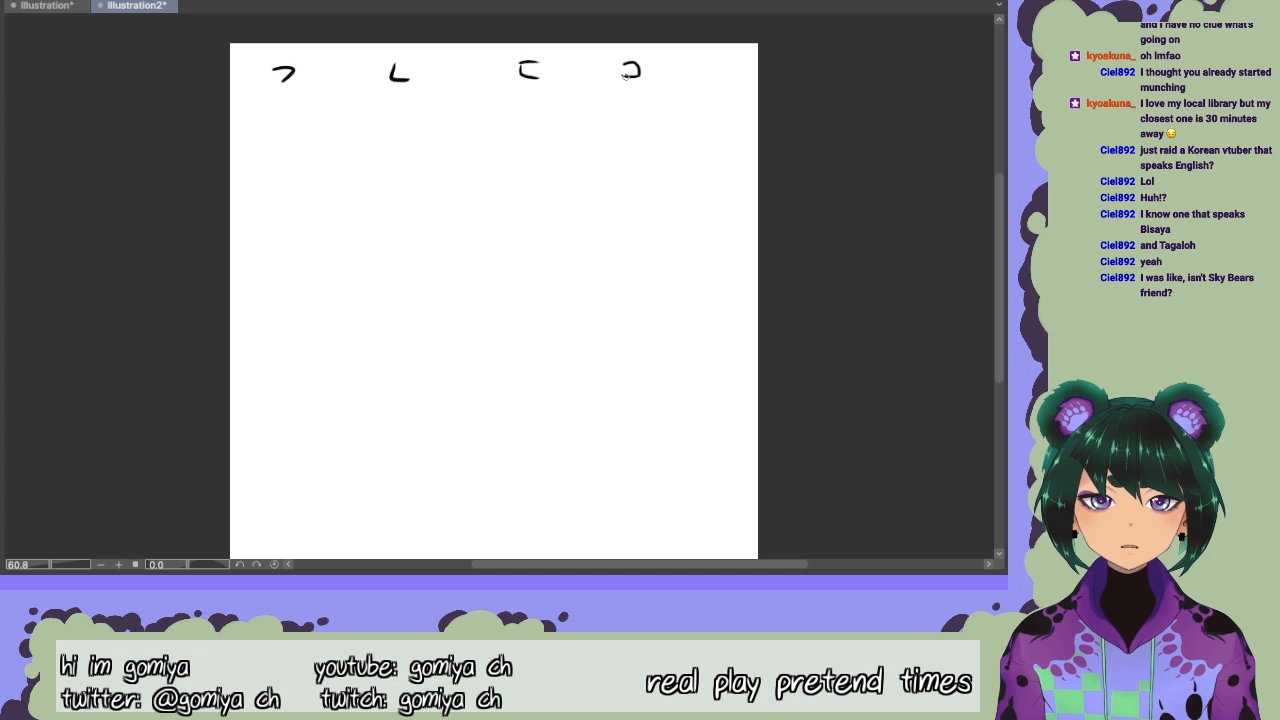 Illustration*
Illustration2*
ㄱ ㄴ ㄷ
60.8
0.0
and I have no clue what's
going on
kyoakuna_ oh lmfao
Ciel892 I thought you already started
munching
kyoakuna_ I love my local library but my
closest one is 30 minutes
away 😔
Ciel892 just raid a Korean vtuber that
speaks English?
Ciel892 Lol
Ciel892 Huh!?
Ciel892 I know one that speaks
Bisaya
Ciel892 and Tagaloh
Ciel892 yeah
Ciel892 I was like, isn't Sky Bears
friend?
hi im gomiya
twitter: @gomiya ch
youtube: gomiya ch
twitch: gomiya ch
real play pretend times